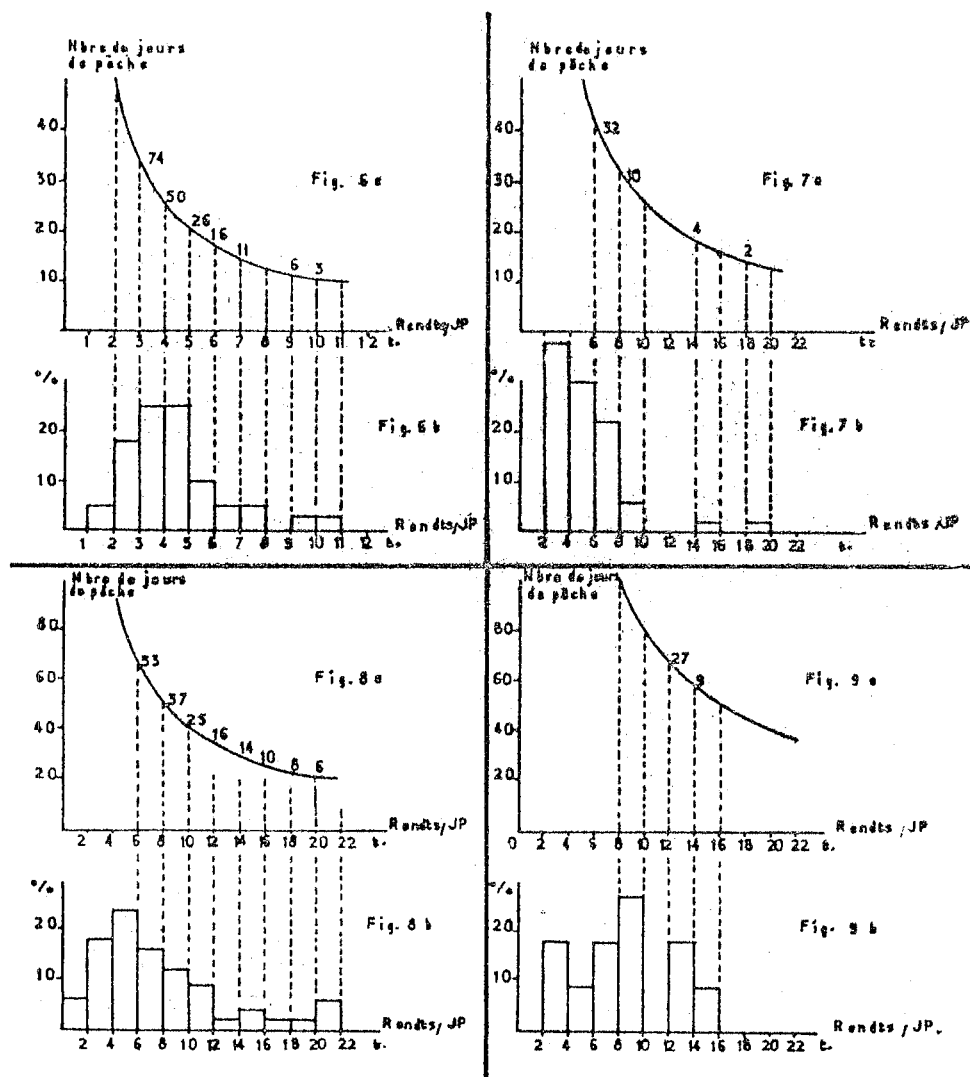 Nbre de jours
de pêche
40
30
20
10
74
50
26
16
11
6
3
Fig. 6 a
Rendts/JP
1 2 3 4 5 6 7 8 9 10 11 12 t.
%
20
10
Fig. 6 b
Rendts/JP
1 2 3 4 5 6 7 8 9 10 11 12 t.
Nbre de jours
de pêche
40
30
20
10
32
10
4
2
Fig. 7 a
Rendts/JP
6 8 10 14 16 18 20 22
%
20
10
Fig. 7 b
Rendts/JP
2 4 6 8 10 14 16 18 20 22 t.
Nbre de jours
de pêche
80
60
40
20
53
37
25
16
14
10
8
6
Fig. 8 a
Rendts/JP
2 4 6 8 10 12 14 16 18 20 22 t.
%
20
10
Fig. 8 b
Rendts/JP
2 4 6 8 10 12 14 16 18 20 22 t.
Nbre de jours
de pêche
80
60
40
20
27
9
Fig. 9 a
Rendts/JP
0 2 4 6 8 10 12 14 16 18 20 22 t.
%
20
10
Fig. 9 b
Rendts/JP.
2 4 6 8 10 12 14 16 18 20 22 t.